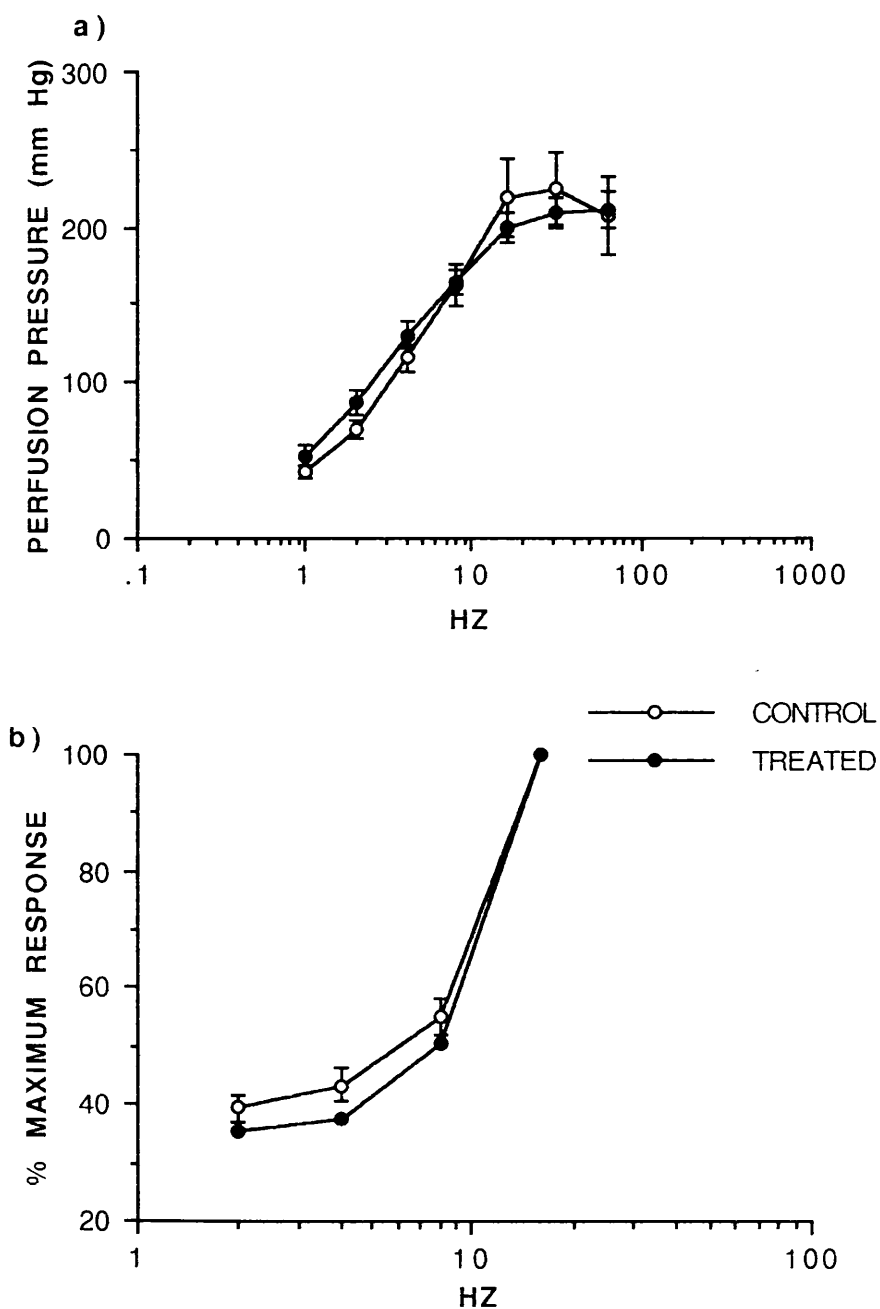 a)
PERFUSION PRESSURE (mm Hg)
300
200
100
0
.1 1 10 100 1000
HZ
CONTROL
TREATED
b)
% MAXIMUM RESPONSE
100
80
60
40
20
1 10 100
HZ